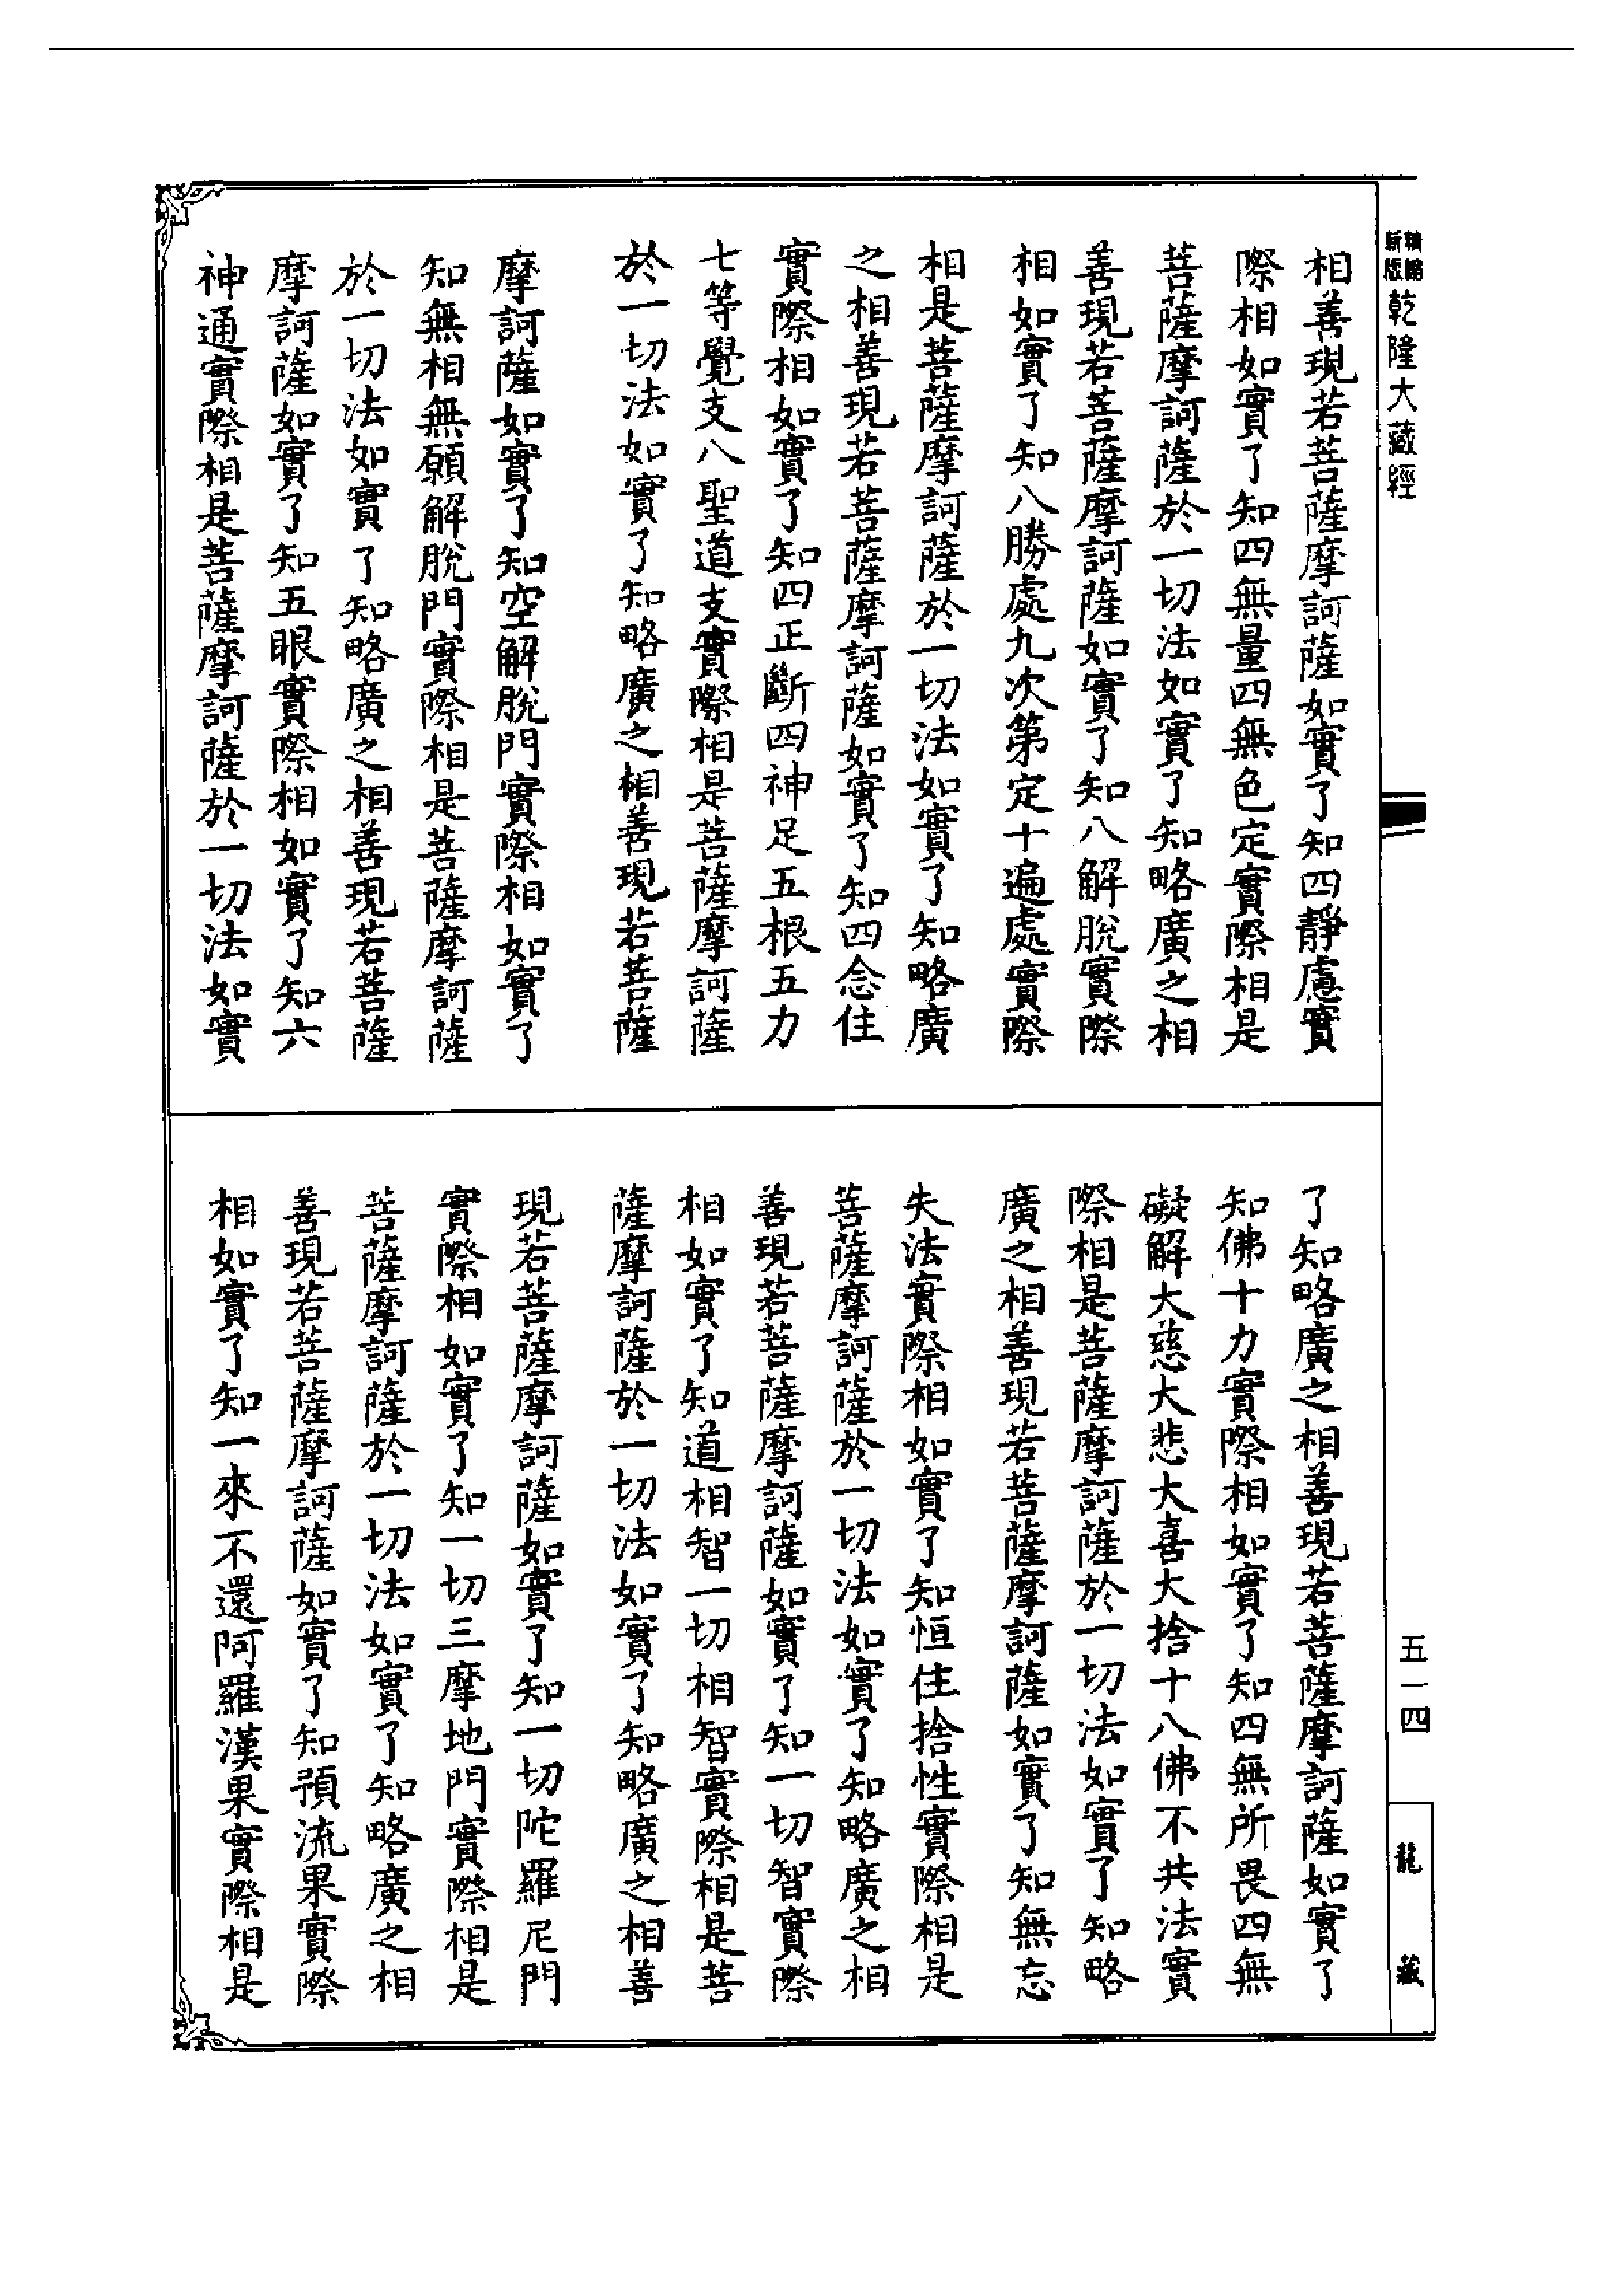 新版
精縮
乾隆大藏經
相善現若菩薩摩訶薩如實了知四靜慮實
際相如實了知四無量四無色定實際相是
菩薩摩訶薩於一切法如實了知略廣之相
善現若菩薩摩訶薩如實了知八解脫實際
相如實了知八勝處九次第定十遍處實際
相是菩薩摩訶薩於一切法如實了知略廣
之相善現若菩薩摩訶薩如實了知四念住
實際相如實了知四正斷四神足五根五力
七等覺支八聖道支實際相是菩薩摩訶薩
於一切法如實了知略廣之相善現若菩薩
摩訶薩如實了知空解脫門實際相如實了
知無相無願解脫門實際相是菩薩摩訶薩
於一切法如實了知略廣之相善現若菩薩
摩訶薩如實了知五眼實際相如實了知六
神通實際相是菩薩摩訶薩於一切法如實
了知略廣之相善現若菩薩摩訶薩如實了
知佛十力實際相如實了知四無所畏四無
礙解大慈大悲大喜大捨十八佛不共法實
際相是菩薩摩訶薩於一切法如實了知略
廣之相善現若菩薩摩訶薩如實了知無忘
失法實際相如實了知恒住捨性實際相是
菩薩摩訶薩於一切法如實了知略廣之相
善現若菩薩摩訶薩如實了知一切智實際
相如實了知道相智一切相智實際相是菩
薩摩訶薩於一切法如實了知略廣之相善
現若菩薩摩訶薩如實了知一切陀羅尼門
實際相如實了知一切三摩地門實際相是
菩薩摩訶薩於一切法如實了知略廣之相
善現若菩薩摩訶薩如實了知預流果實際
相如實了知一來不還阿羅漢果實際相是
五一四
龍藏